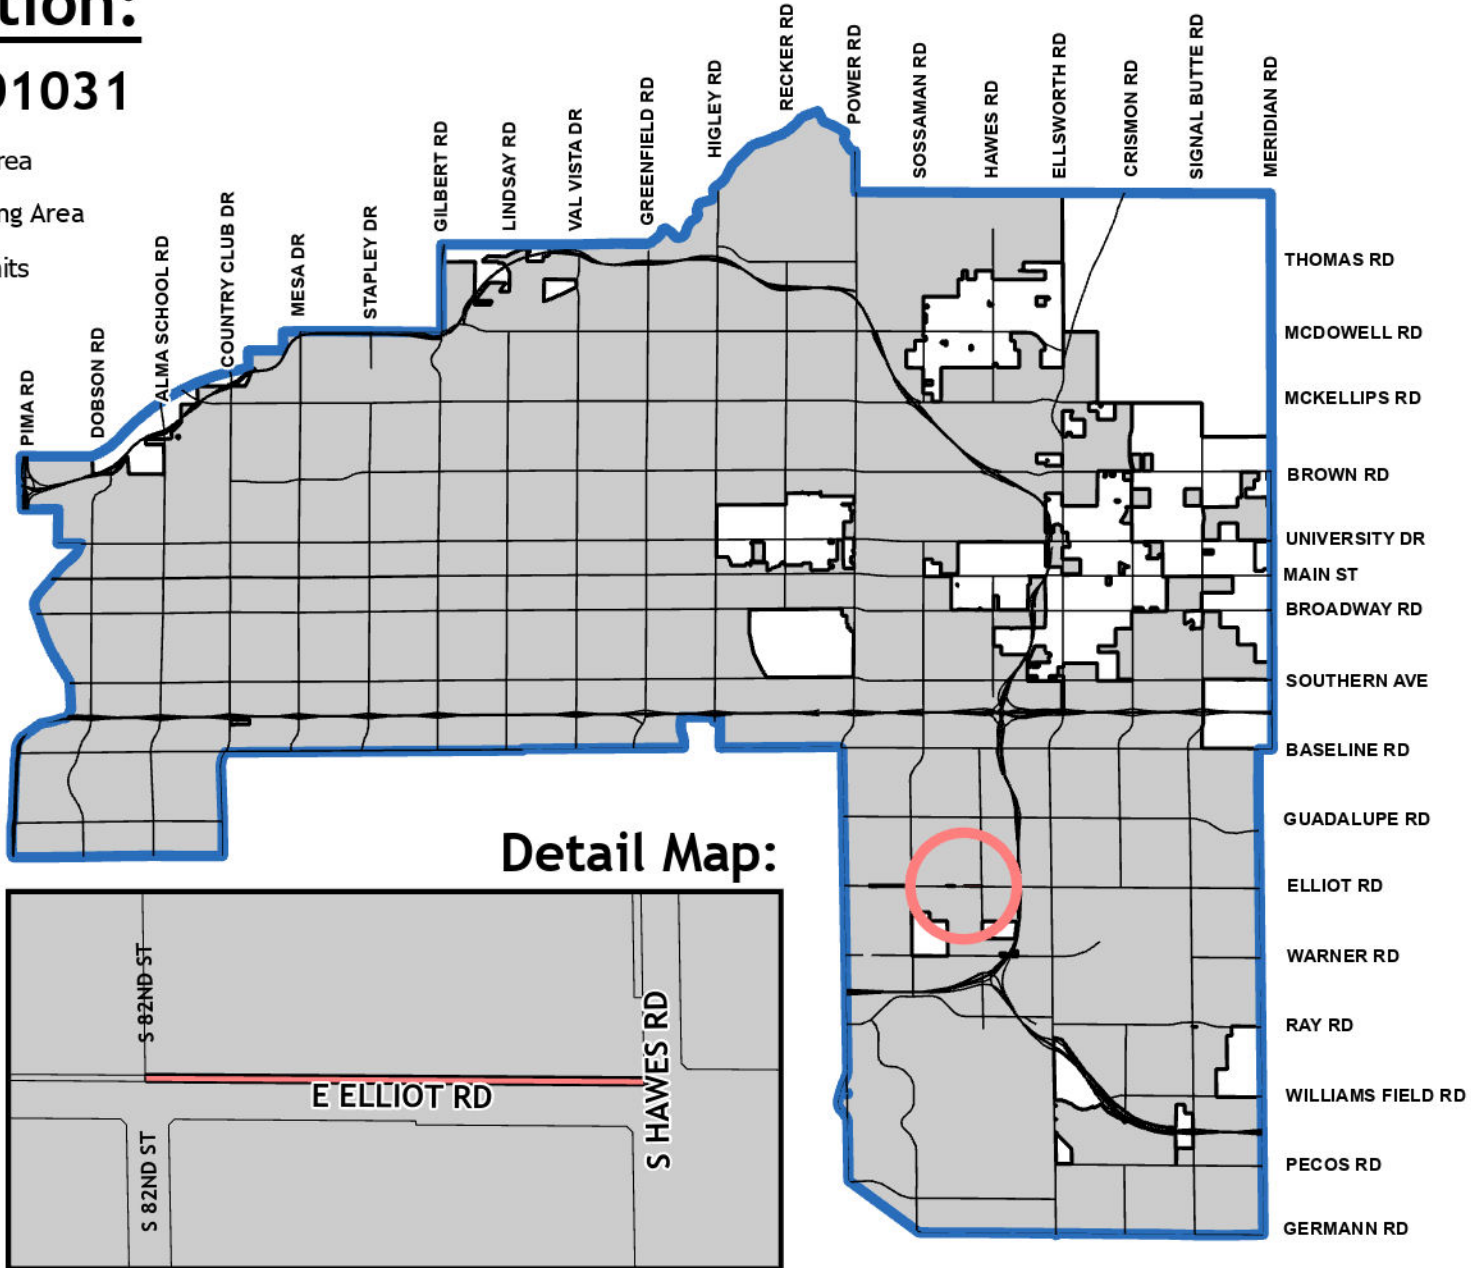 tion:
01031
rea
ng Area
nits
PIMA RD
DOBSON RD
ALMA SCHOOL RD
COUNTRY CLUB DR
MESA DR
STAPLEY DR
GILBERT RD
LINDSAY RD
VAL VISTA DR
GREENFIELD RD
HIGLEY RD
RECKER RD
POWER RD
SOSSAMAN RD
HAWES RD
ELLSWORTH RD
CRISMON RD
SIGNAL BUTTE RD
MERIDIAN RD
THOMAS RD
MCDOWELL RD
MCKELLIPS RD
BROWN RD
UNIVERSITY DR
MAIN ST
BROADWAY RD
SOUTHERN AVE
BASELINE RD
GUADALUPE RD
ELLIOT RD
WARNER RD
RAY RD
WILLIAMS FIELD RD
PECOS RD
GERMANN RD
Detail Map:
S 82ND ST
E ELLIOT RD
S HAWES RD
S 82ND ST